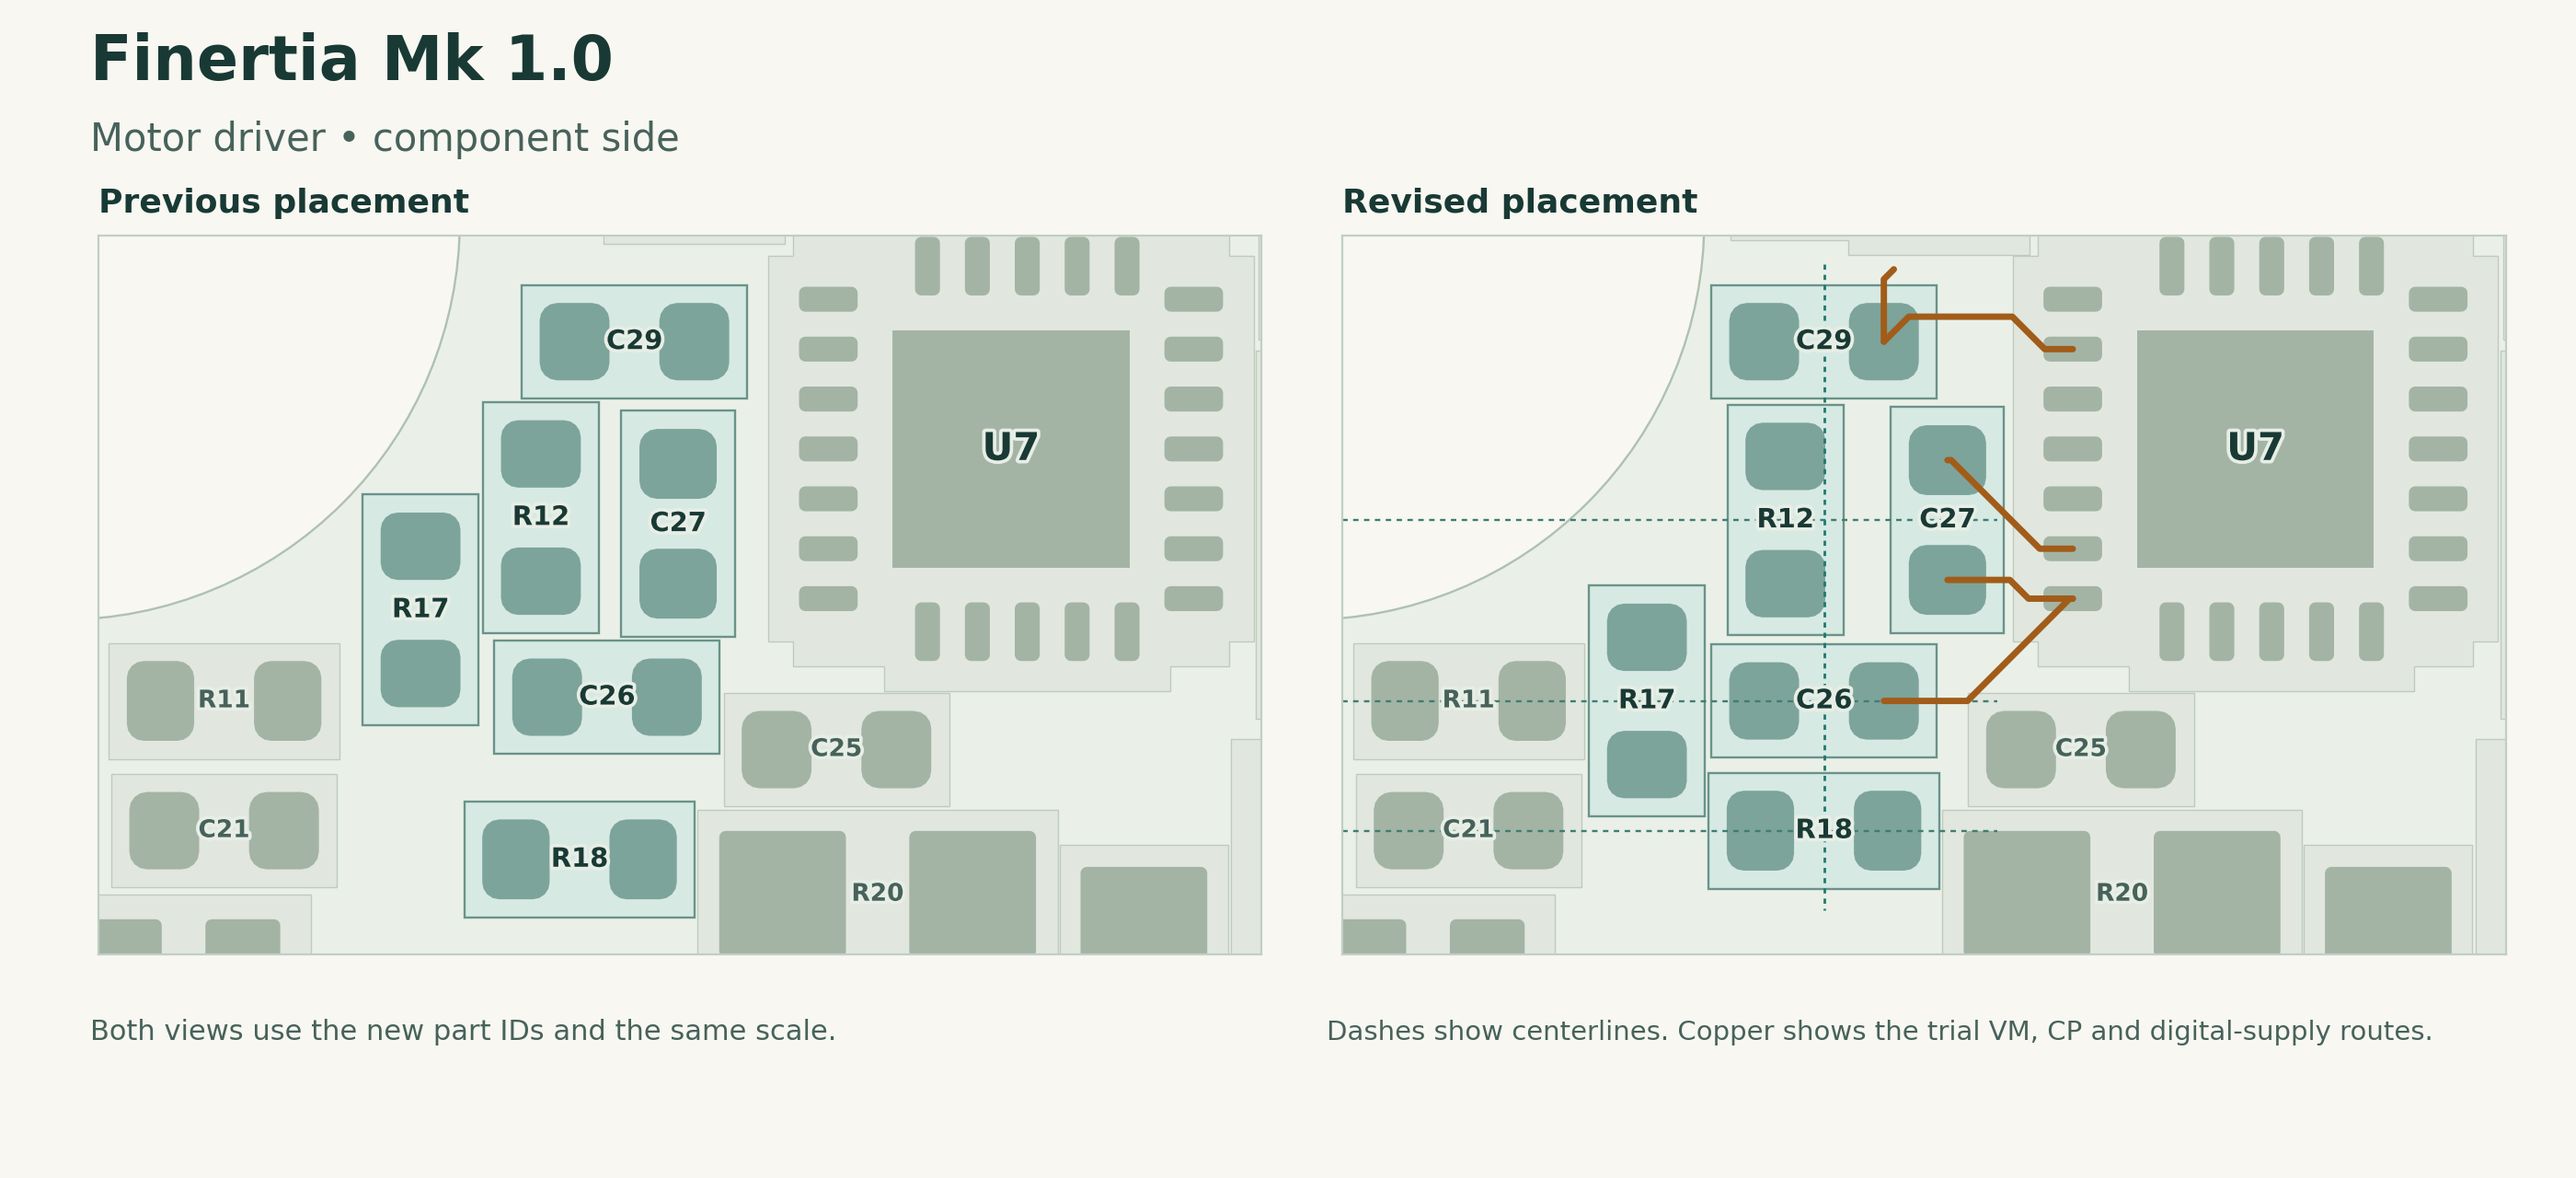 Finertia Mk 1.0
Motor driver • component side
Previous placement
C29
U7
R12
C27
R17
C26
R11
C25
C21
R18
R20
Both views use the new part IDs and the same scale.
Revised placement
C29
U7
R12
C27
R11
R17
C26
C25
C21
R18
R20
Dashes show centerlines. Copper shows the trial VM, CP and digital-supply routes.